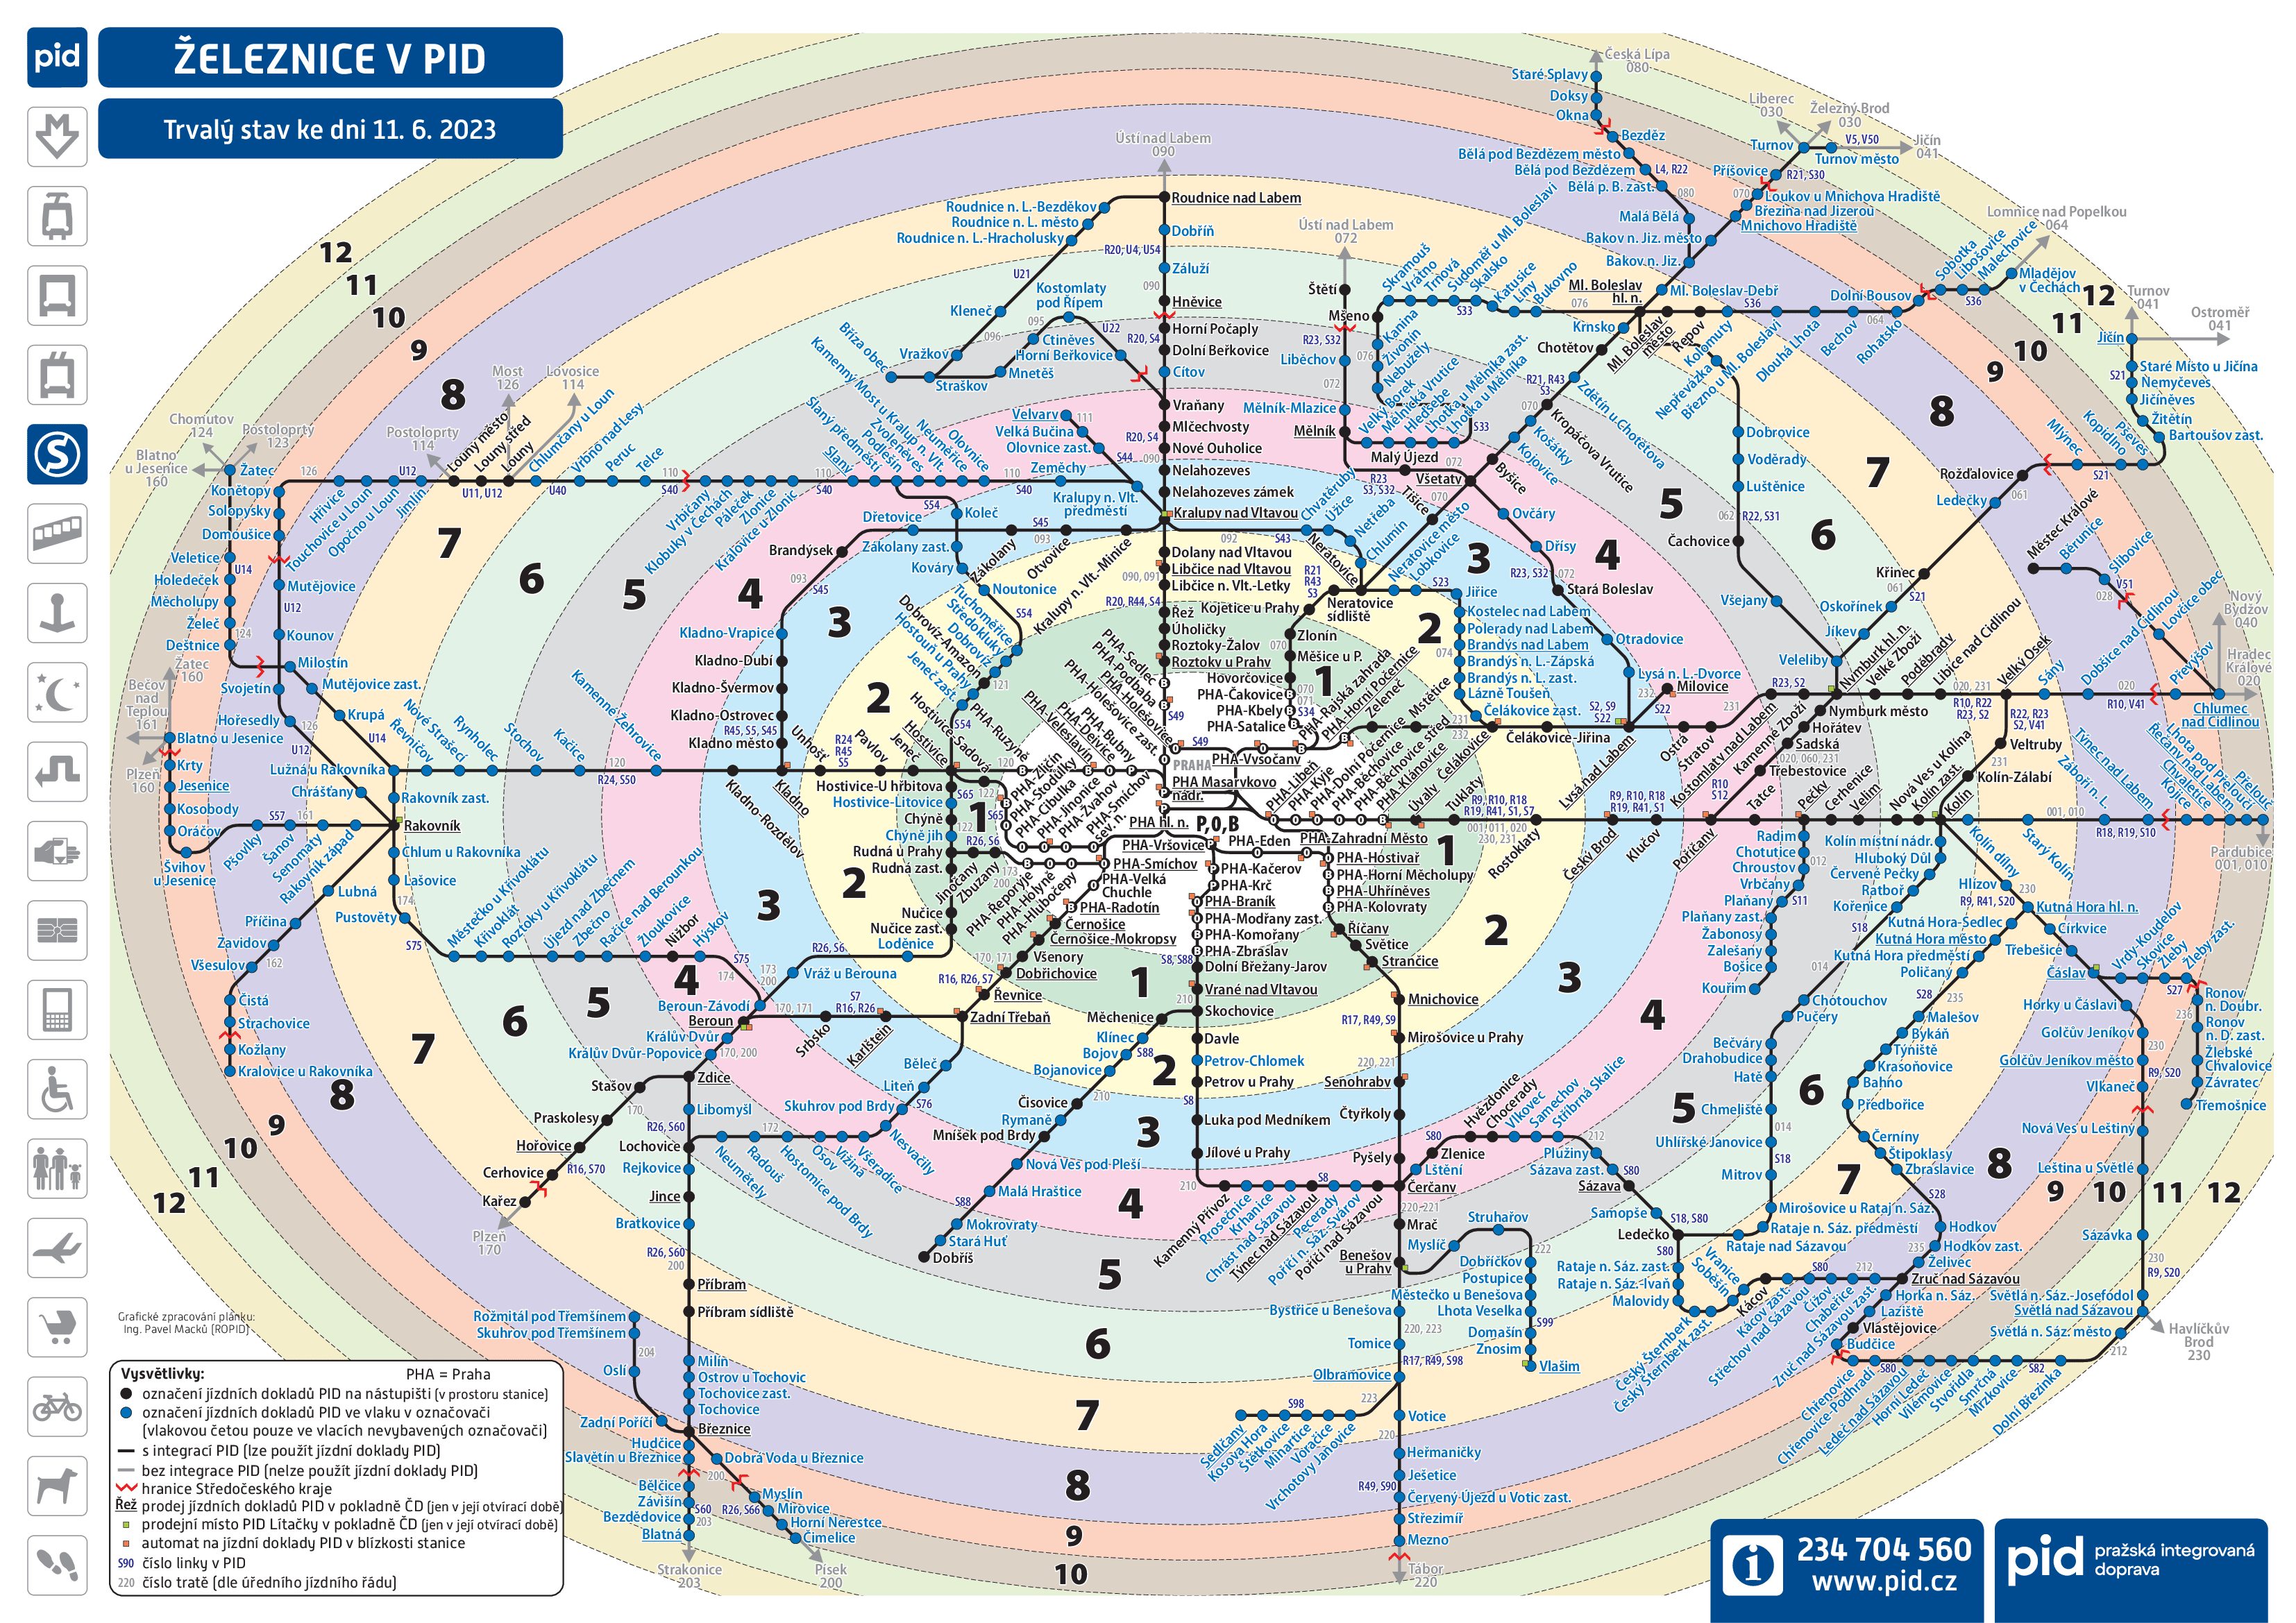 pid
ŽELEZNICE V PID
Trvalý stav ke dni 11. 6. 2023
Česká Lípa
080
Staré Splavy
Doksy
Okna
Bezděz
Bělá pod Bezdězem město
Bělá pod Bezdězem
Bělá p. B. zast.
L4, R22
Malá Bělá
Bakov n. Jiz. město
Bakov n. Jiz.
Liberec
030
Železný Brod
030
V5, V50
Jičín
041
Turnov
Turnov město
Příšovice
R21, S30
Loukov u Mnichova Hradiště
Březina nad Jizerou
Mnichovo Hradiště
Lomnice nad Popelkou
064
Sobotka
Libošovice
Malechovice
Mladějov
v Čechách
Ústí nad Labem
090
Roudnice nad Labem
Roudnice n. L.-Bezděkov
Roudnice n. L. město
Roudnice n. L.-Hracholusky
Dobříň
R20, U4, U54
Záluží
Hněvice
Horní Počaply
Dolní Beřkovice
Cítov
Vraňany
Mlčechvosty
Nové Ouholice
Nelahozeves
Nelahozeves zámek
Kralupy nad Vltavou
Ústí nad Labem
072
Štětí
Mšeno
Liběchov
Mělník-Mlazice
Mělník
Skramouš
Vrátno
Trnová
Sudoměř u Ml. Boleslavi
Skalsko
Katusice
Líny
Bukovno
Ml. Boleslav
hl. n.
Ml. Boleslav-Debř
Dolní Bousov
Krnsko
Chotětov
Ml. Boleslav
město
Řepov
Kolomuty
Nepřevázka
Březno u Ml. Boleslavi
Dlouhá Lhota
Bechov
Rohatsko
Turnov
041
Ostroměř
041
Jičín
Staré Místo u Jičína
Němyčeves
Jičíněves
Žitětín
Bartoušov zast.
Pševes
Kopidlno
Mlýnec
Rožďalovice
Ledečky
Křinec
Oskořínek
Jíkev
Veleliby
Kleneč
U21
Kostomlaty
pod Řípem
U22
Ctiněves
Horní Beřkovice
Vražkov
Mnetěš
Straškov
Bříza obec
Kamenný Most u Kralup n. Vlt.
Velvary
Velká Bučina
Olovnice zast.
Zeměchy
Kralupy n. Vlt.
předměstí
Kanina
Živonín
Nebužely
Velký Borek
Mělnická Vrutice
Hleďsebe
Lhotka u Mělníka zast.
Lhotka u Mělníka
Zdětín u Chotětova
Kropáčova Vrutice
Košátky
Kojovice
Byšice
Malý Újezd
Všetaty
Tišice
Ovčáry
Dřísy
Stará Boleslav
Otradovice
Dobrovice
Voděrady
Luštěnice
Čachovice
Všejany
R22, S31
Most
126
Lovosice
114
Postoloprty
114
Chomutov
124
Postoloprty
123
Blatno
u Jesenice
160
Žatec
Konětopy
Solopysky
Domoušice
Veletice
Holedeček
Měcholupy
Želeč
Deštnice
Hřivice
Touchovice u Loun
Opočno u Loun
Jimlín
Louny město
Louny střed
Louny
Chlumčany u Loun
Vrbno nad Lesy
Peruc
Telce
Vrbičany
Klobuky v Čechách
Páleček
Zlonice
Královice u Zlonic
Slaný předměstí
Slaný
Podlešín
Zvoleněves
Neuměřice
Olovnice
Mutějovice
Kounov
Milostín
Svojetín
Mutějovice zast.
Hořesedly
Krupá
Řevničov
Nové Strašecí
Rynholec
Stochov
Kačice
Kamenné Žehrovice
Lužná u Rakovníka
Chrášťany
Rakovník zast.
Rakovník
Chlum u Rakovníka
Lašovice
Pustověty
Žatec
160
Bečov
nad
Teplou
161
Plzeň
160
Blatno u Jesenice
Krty
Jesenice
Kosobody
Oráčov
Švihov
u Jesenice
Pšovlky
Šanov
Senomaty
Rakovník západ
Lubná
Příčina
Zavidov
Všesulov
Čistá
Strachovice
Kožlany
Kralovice u Rakovníka
Brandýsek
Dřetovice
Zákolany zast.
Kováry
Koleč
Zákolany
Otvovice
Kralupy n. Vlt.-Minice
Noutonice
Tuchoměřice
Středokluky
Dobrovíz
Dobrovíz-Amazon
Hostouň u Prahy
Jeneč zast.
Kladno-Vrapice
Kladno-Dubí
Kladno-Švermov
Kladno-Ostrovec
Kladno město
Kladno
Kladno-Rozdělov
Unhošť
Pavlov
Jeneč
Hostivice
Hostivice-Sadová
Hostivice-U hřbitova
Hostivice-Litovice
Chýně
Chýně jih
Rudná u Prahy
Rudná zast.
Jinočany
Zbuzany
Nučice
Nučice zast.
Loděnice
Vráž u Berouna
Dolany nad Vltavou
Libčice nad Vltavou
Libčice n. Vlt.-Letky
Řež
Úholičky
Roztoky-Žalov
Roztoky u Prahy
PHA-Sedlec
PHA-Podbaba
PHA-Holešovice
PHA-Holešovice zast.
PHA-Bubny
PHA-Dejvice
PHA-Veleslavín
PHA-Ruzyně
PHA-Zličín
PHA-Stodůlky
PHA-Cibulka
PHA-Jinonice
PHA-Žvahov
PHA-Smíchov
sev. n.
PRAHA
PHA Masarykovo
nádr.
PHA hl. n.
P,0,B
PHA-Vršovice
PHA-Eden
PHA-Zahradní Město
PHA-Smíchov
PHA-Velká
Chuchle
PHA-Radotín
PHA-Řeporyje
PHA-Holyně
PHA-Hlubočepy
PHA-Kačerov
PHA-Krč
PHA-Braník
PHA-Modřany zast.
PHA-Komořany
PHA-Zbraslav
PHA-Hostivař
PHA-Horní Měcholupy
PHA-Uhříněves
PHA-Kolovraty
PHA-Vysočany
PHA-Libeň
PHA-Kyje
PHA-Dolní Počernice
PHA-Běchovice
PHA-Běchovice střed
PHA-Klánovice
Úvaly
Tuklaty
Rostoklaty
Český Brod
Klučov
Poříčany
Chvatěruby
Úžice
Netřeba
Chlumín
Neratovice
Neratovice město
Lobkovice
Neratovice
sídliště
Kojetice u Prahy
Zlonín
Měšice u P.
Hovorčovice
PHA-Čakovice
PHA-Kbely
PHA-Satalice
PHA-Rajská zahrada
PHA-Horní Počernice
Zeleneč
Mstětice
Čelákovice
Čelákovice-Jiřina
Jiřice
Kostelec nad Labem
Polerady nad Labem
Brandýs nad Labem
Brandýs n. L.-Zápská
Brandýs n. L. zast.
Lázně Toušeň
Čelákovice zast.
Lysá n. L.-Dvorce
Milovice
Lysá nad Labem
Ostrá
Stratov
Kostomlaty nad Labem
Kamenné Zboží
Nymburk hl. n.
Velké Zboží
Poděbrady
Libice nad Cidlinou
Velký Osek
Sány
Dobšice nad Cidlinou
Převýšov
Chlumec
nad Cidlinou
Městec Králové
Běrunice
Slibovice
Lovčice obec
Nový
Bydžov
040
Hradec
Králové
020
Nymburk město
Hořátev
Sadská
Třebestovice
Tatce
Pečky
Cerhenice
Velim
Nová Ves u Kolína
Kolín zast.
Kolín
Kolín-Zálabí
Veltruby
Kolín dílny
Starý Kolín
Záboří n. L.
Týnec nad Labem
Chvaletice
Řečany nad Labem
Kojice
Lhota pod Přeloučí
Přelouč
Pardubice
001, 010
Radim
Chotutice
Chroustov
Vrbčany
Plaňany
Plaňany zast.
Žabonosy
Zalešany
Bošice
Kouřim
Kolín místní nádr.
Hluboký Důl
Červené Pečky
Ratboř
Kořenice
Hlízov
Kutná Hora hl. n.
Kutná Hora-Sedlec
Kutná Hora město
Kutná Hora předměstí
Poličany
Církvice
Třebešice
Čáslav
Vrdy-Koudelov
Skovice
Žleby
Žleby zast.
Ronov
n. Doubr.
Ronov
n. D. zast.
Žlebské
Chvalovice
Závratec
Třemošnice
Horky u Čáslavi
Golčův Jeníkov
Golčův Jeníkov město
Vlkaneč
Nová Ves u Leštiny
Leština u Světlé
Sázávka
Světlá n. Sáz.-Josefodól
Světlá nad Sázavou
Světlá n. Sáz. město
Havlíčkův
Brod
230
Městečko u Křivoklátu
Křivoklát
Roztoky u Křivoklátu
Újezd nad Zbečnem
Zbečno
Račice nad Berounkou
Žloukovice
Nižbor
Hýskov
Beroun-Závodí
Beroun
Králův Dvůr
Králův Dvůr-Popovice
Zdice
Stašov
Praskolesy
Hořovice
Cerhovice
Kařez
Plzeň
170
Srbsko
Karlštejn
Zadní Třebaň
Řevnice
Dobřichovice
Všenory
Černošice-Mokropsy
Černošice
Běleč
Liteň
Skuhrov pod Brdy
Nesvačily
Všeradice
Vižina
Osov
Hostomice pod Brdy
Radouš
Neumětely
Lochovice
Libomyšl
Rejkovice
Jince
Bratkovice
Příbram
Příbram sídliště
Milín
Ostrov u Tochovic
Tochovice zast.
Tochovice
Březnice
Rožmitál pod Třemšínem
Skuhrov pod Třemšínem
Oslí
Zadní Poříčí
Hudčice
Slavětín u Březnice
Bělčice
Závišín
Bezdědovice
Blatná
Dobrá Voda u Březnice
Myslín
Mirovice
Horní Nerestce
Čimelice
Strakonice
203
Písek
200
Dolní Břežany-Jarov
Vrané nad Vltavou
Skochovice
Měchenice
Klínec
Bojov
Bojanovice
Čisovice
Rymaně
Mníšek pod Brdy
Nová Ves pod Pleší
Malá Hraštice
Mokrovraty
Stará Huť
Dobříš
Davle
Petrov-Chlomek
Petrov u Prahy
Luka pod Medníkem
Jílové u Prahy
Kamenný Přívoz
Prosečnice
Krhanice
Chrást nad Sázavou
Týnec nad Sázavou
Pecerady
Poříčí n. Sáz.-Svárov
Poříčí nad Sázavou
Říčany
Světice
Strančice
Mnichovice
Mirošovice u Prahy
Senohraby
Čtyřkoly
Pyšely
Čerčany
Mrač
Benešov
u Prahy
Bystřice u Benešova
Tomice
Olbramovice
Votice
Heřmaničky
Ješetice
Červený Újezd u Votic zast.
Střezimíř
Mezno
Tábor
220
Sedlčany
Kosova Hora
Štětkovice
Minartice
Voračice
Vrchotovy Janovice
Struhařov
Myslíč
Dobříčkov
Postupice
Městečko u Benešova
Lhota Veselka
Domašín
Znosim
Vlašim
Lštění
Zlenice
Hvězdonice
Chocerady
Vlkovec
Samechov
Stříbrná Skalice
Plužiny
Sázava zast.
Sázava
Samopše
Ledečko
Rataje n. Sáz. zast.
Rataje n. Sáz.-Ivaň
Malovidy
Český Šternberk
Český Šternberk zast.
Soběšín
Vranice
Kácov
Kácov zast.
Střechov nad Sázavou
Čížov
Chabeřice
Zruč nad Sázavou zast.
Zruč nad Sázavou
Chotouchov
Pučery
Bečváry
Drahobudice
Hatě
Chmeliště
Uhlířské Janovice
Mitrov
Mirošovice u Rataj n. Sáz.
Rataje n. Sáz. předměstí
Rataje nad Sázavou
Malešov
Bykáň
Týniště
Krasoňovice
Bahno
Předbořice
Černíny
Štipoklasy
Zbraslavice
Hodkov
Hodkov zast.
Želivec
Horka n. Sáz.
Laziště
Vlastějovice
Budčice
Chřenovice
Chřenovice-Podhradí
Ledeč nad Sázavou
Horní Ledeč
Vilémovice
Stvořidla
Smrčná
Mrzkovice
Dolní Březinka
Grafické zpracování plánku:
Ing. Pavel Macků (ROPID)
Vysvětlivky:
PHA = Praha
označení jízdních dokladů PID na nástupišti (v prostoru stanice)
označení jízdních dokladů PID ve vlaku v označovači
(vlakovou četou pouze ve vlacích nevybavených označovači)
s integrací PID (lze použít jízdní doklady PID)
bez integrace PID (nelze použít jízdní doklady PID)
hranice Středočeského kraje
Řež prodej jízdních dokladů PID v pokladně ČD (jen v její otvírací době)
prodejní místo PID Lítačky v pokladně ČD (jen v její otvírací době)
automat na jízdní doklady PID v blízkosti stanice
S90 číslo linky v PID
220 číslo tratě (dle úředního jízdního řádu)
234 704 560
www.pid.cz
pid
pražská integrovaná
doprava